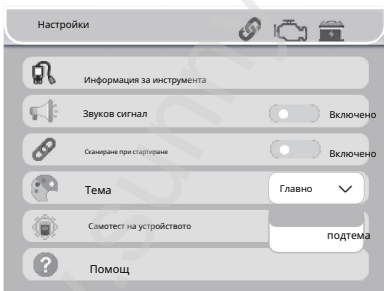 Настройки
Информация за инструмента
Звуков сигнал Включено
Сканиране при стартиране Включено
Тема Главно
подтема
Самотест на устройството
Помощ